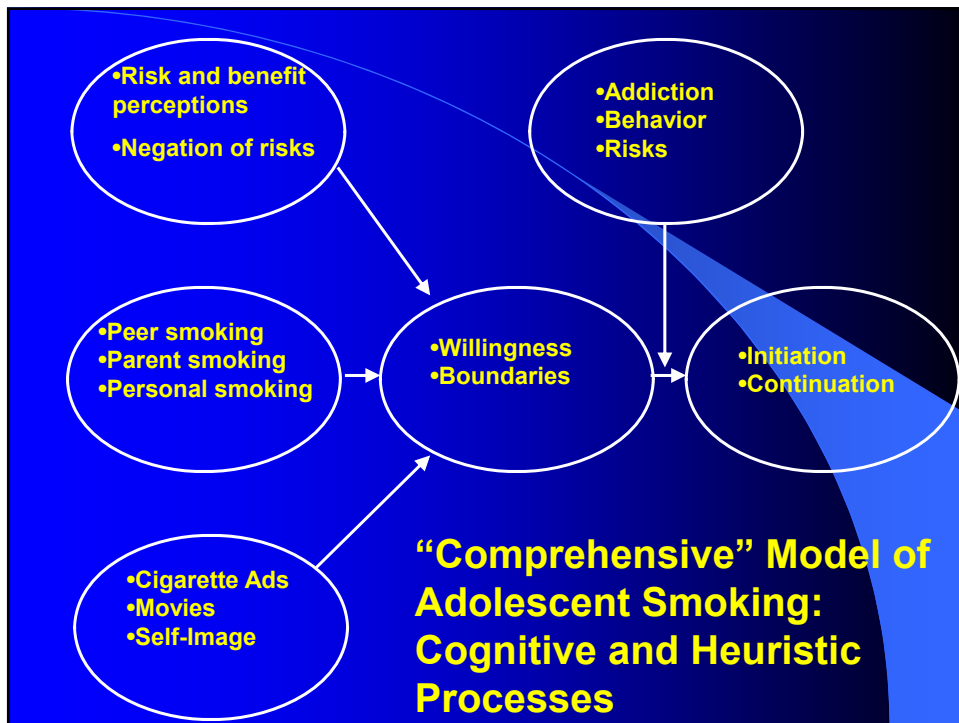 •Risk and benefit
perceptions
•Negation of risks
•Addiction
•Behavior
•Risks
•Peer smoking
•Parent smoking
•Personal smoking
•Willingness
•Boundaries
•Initiation
•Continuation
•Cigarette Ads
•Movies
•Self-Image
“Comprehensive” Model of
Adolescent Smoking:
Cognitive and Heuristic
Processes